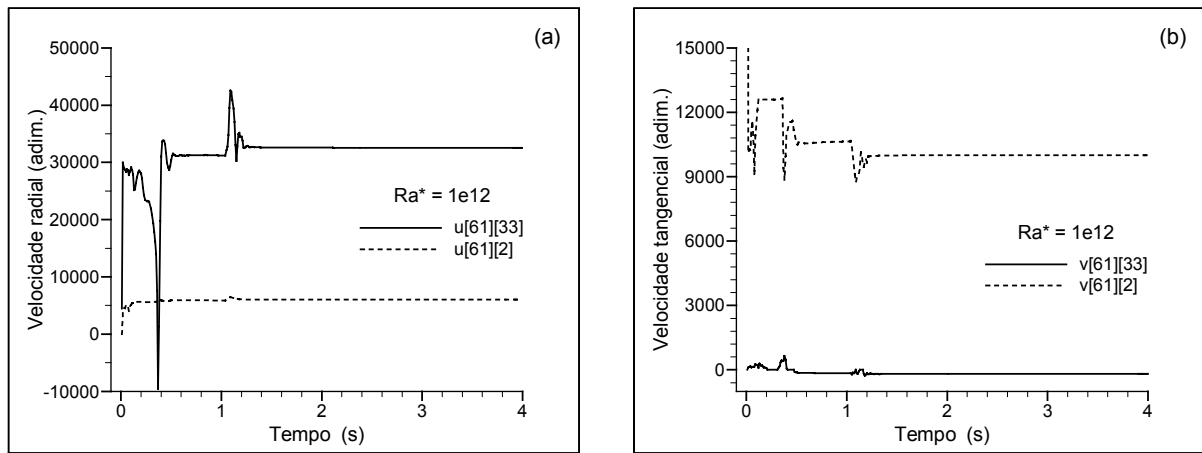 (a)
Velocidade radial (adim.)
50000
40000
30000
20000
10000
0
-10000
Ra* = 1e12
u[61][33]
u[61][2]
0 1 2 3 4
Tempo (s)
(b)
Velocidade tangencial (adim.)
15000
12000
9000
6000
3000
0
Ra* = 1e12
v[61][33]
v[61][2]
0 1 2 3 4
Tempo (s)